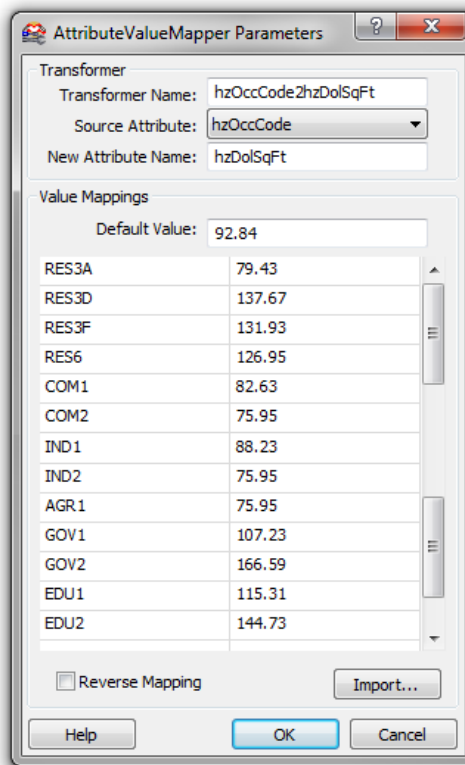 AttributeValueMapper Parameters
Transformer
Transformer Name: hzOccCode2hzDolSqFt
Source Attribute: hzOccCode
New Attribute Name: hzDolSqFt
Value Mappings
Default Value: 92.84
RES3A 79.43
RES3D 137.67
RES3F 131.93
RES6 126.95
COM1 82.63
COM2 75.95
IND1 88.23
IND2 75.95
AGR1 75.95
GOV1 107.23
GOV2 166.59
EDU1 115.31
EDU2 144.73
Reverse Mapping Import...
Help OK Cancel